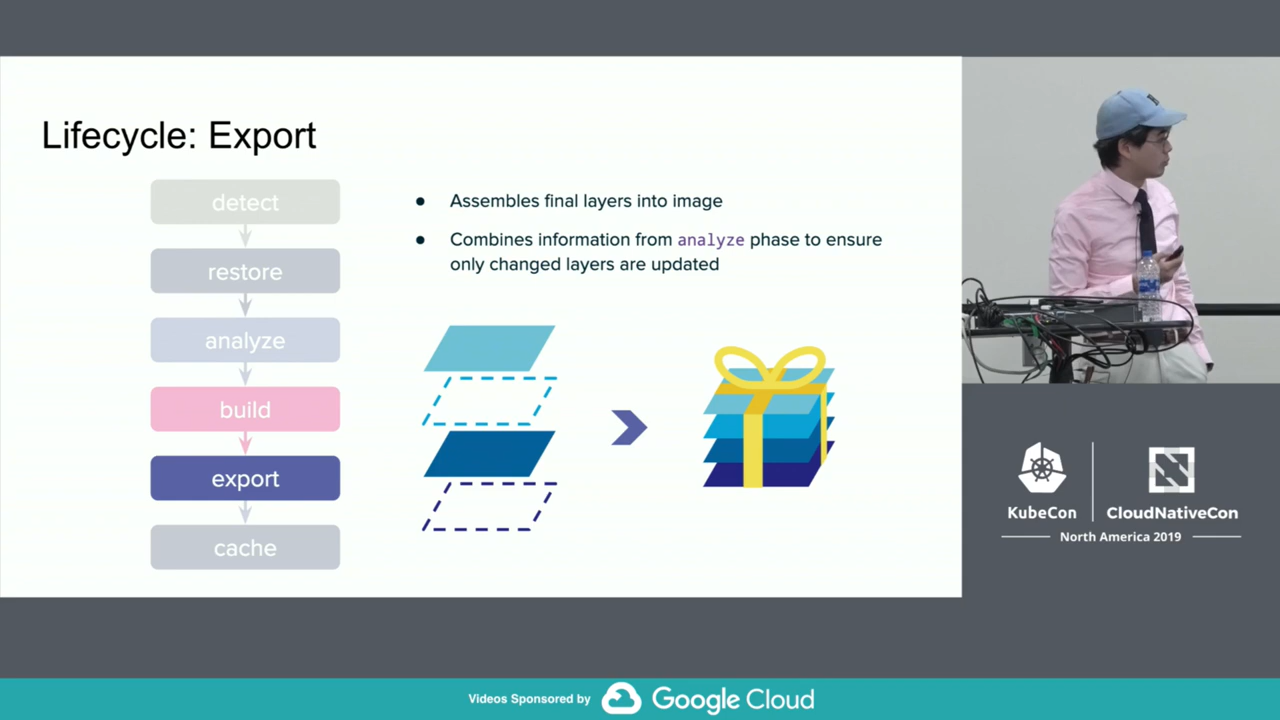 Lifecycle: Export
detect
restore
analyze
build
export
cache
● Assembles final layers into image
● Combines information from analyze phase to ensure
only changed layers are updated
KubeCon
CloudNativeCon
North America 2019
Videos Sponsored by Google Cloud